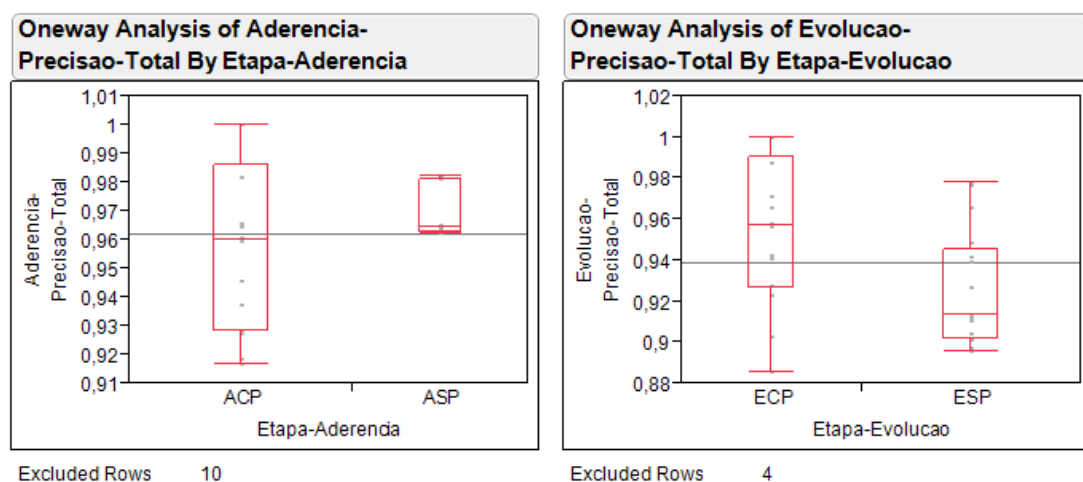 Oneway Analysis of Aderencia-
Precisao-Total By Etapa-Aderencia
Aderencia-
Precisao-Total
1,01
1
0,99
0,98
0,97
0,96
0,95
0,94
0,93
0,92
0,91
ACP
ASP
Etapa-Aderencia
Excluded Rows 10
Oneway Analysis of Evolucao-
Precisao-Total By Etapa-Evolucao
Evolucao-
Precisao-Total
1,02
1
0,98
0,96
0,94
0,92
0,9
0,88
ECP
ESP
Etapa-Evolucao
Excluded Rows 4